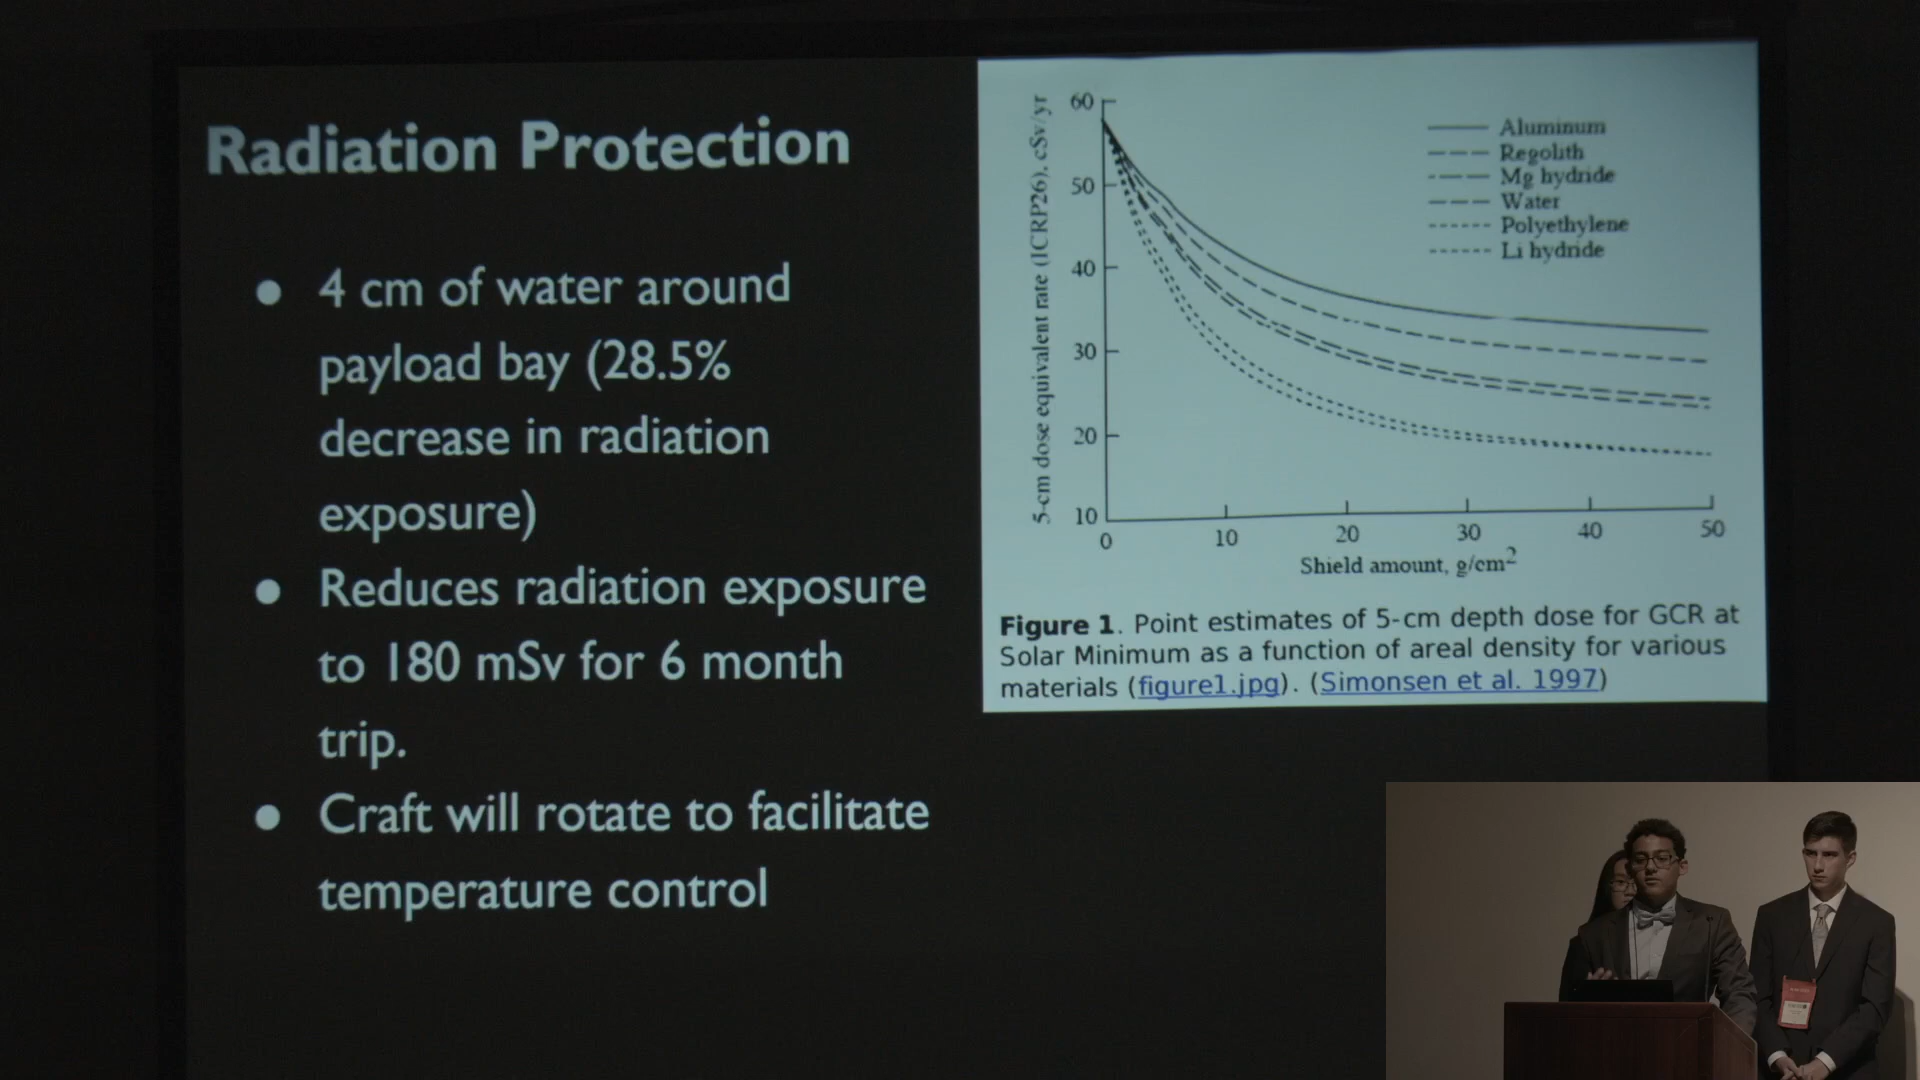 Radiation Protection
● 4 cm of water around
payload bay (28.5%
decrease in radiation
exposure)
● Reduces radiation exposure
to 180 mSv for 6 month
trip.
● Craft will rotate to facilitate
temperature control
5-cm dose equivalent rate (ICRP26), cSv/yr
60
50
40
30
20
10
Aluminum
Regolith
Mg hydride
Water
Polyethylene
Li hydride
0 10 20 30 40 50
Shield amount, g/cm²
Figure 1. Point estimates of 5-cm depth dose for GCR at
Solar Minimum as a function of areal density for various
materials (figure1.jpg). (Simonsen et al. 1997)